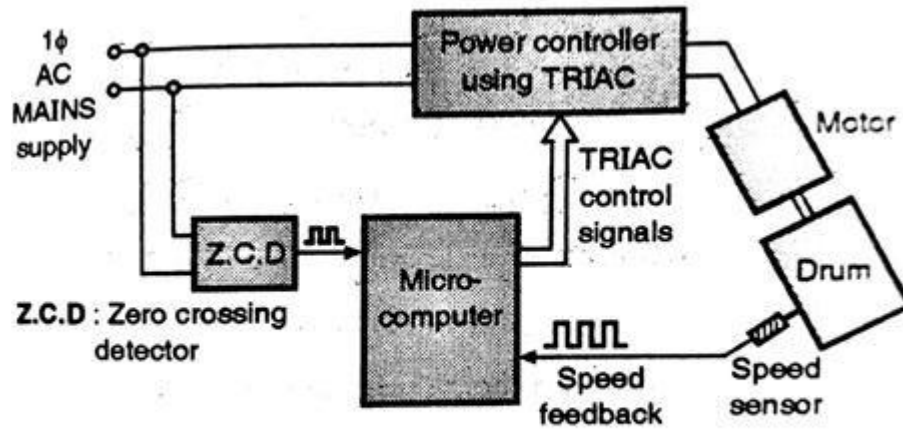 1ϕ
AC
MAINS
supply
Power controller
using TRIAC
Motor
TRIAC
control
signals
Z.C.D
Micro-
computer
Drum
Z.C.D : Zero crossing
detector
Speed
feedback
Speed
sensor